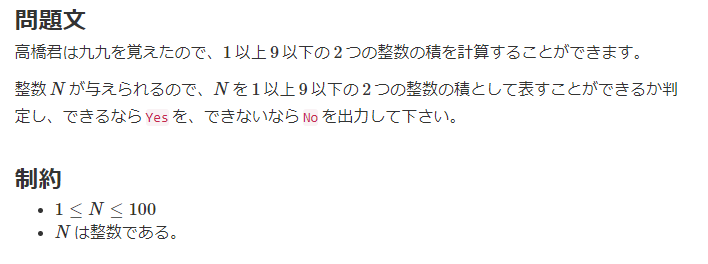 問題文
高橋君は九九を覚えたので、1 以上 9 以下の 2 つの整数の積を計算することができます。
整数 N が与えられるので、N を 1 以上 9 以下の 2 つの整数の積として表すことができるか判
定し、できるなら Yes を、できないなら No を出力して下さい。
制約
• 1 ≤ N ≤ 100
• N は整数である。